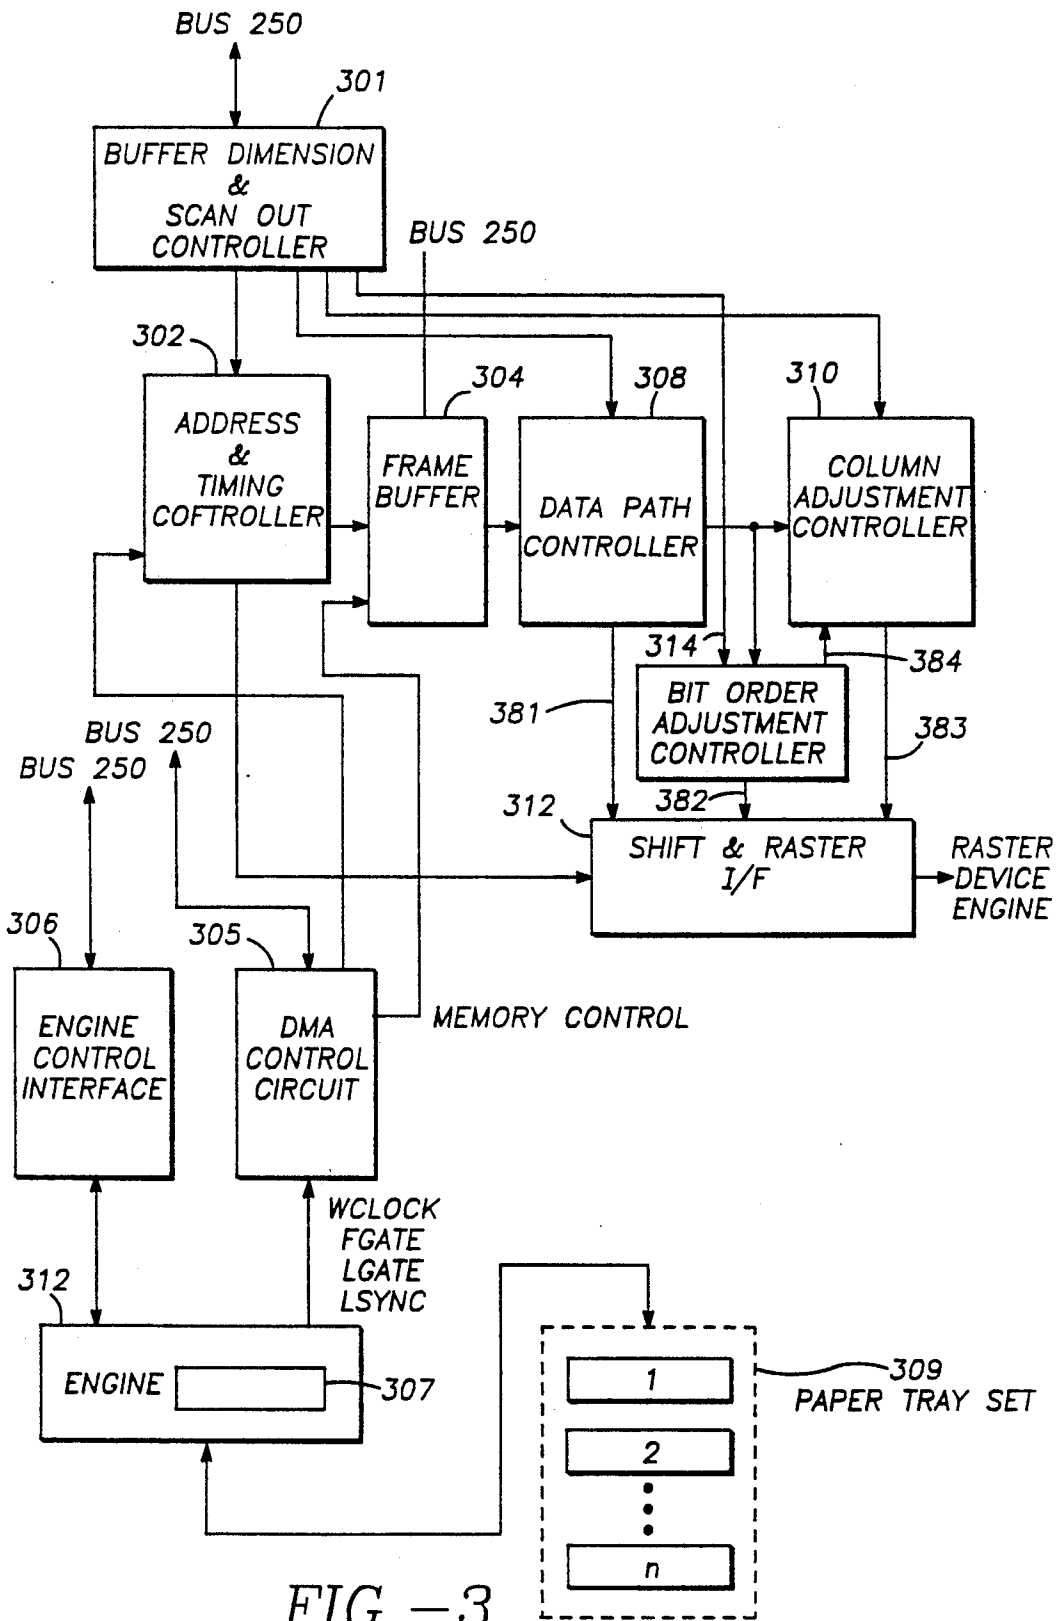 BUS 250
301
BUFFER DIMENSION
&
SCAN OUT
CONTROLLER
BUS 250
302
304
308
310
ADDRESS
&
TIMING
COFTROLLER
FRAME
BUFFER
DATA PATH
CONTROLLER
COLUMN
ADJUSTMENT
CONTROLLER
314
384
381
BIT ORDER
ADJUSTMENT
CONTROLLER
383
BUS 250
BUS 250
382
312
SHIFT & RASTER
I/F
RASTER
DEVICE
ENGINE
306
305
ENGINE
CONTROL
INTERFACE
DMA
CONTROL
CIRCUIT
MEMORY CONTROL
WCLOCK
FGATE
LGATE
LSYNC
312
ENGINE
307
1
309
PAPER TRAY SET
2
n
FIG.-3